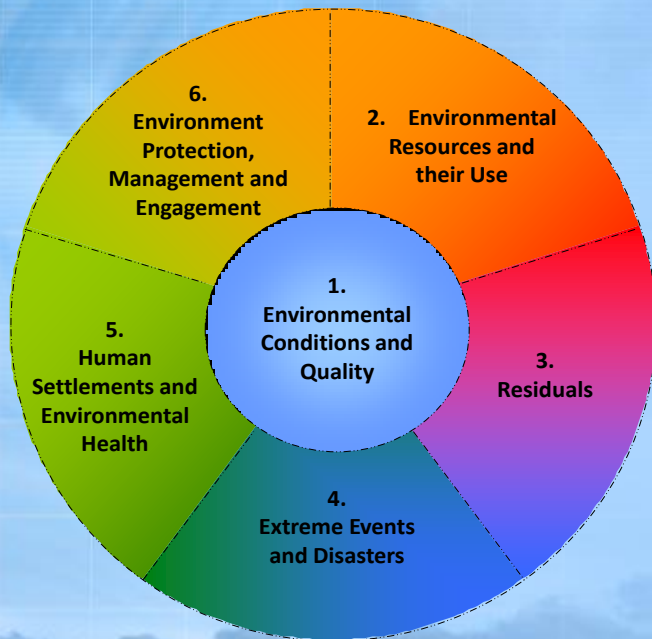 1.
Environmental
Conditions and
Quality
2. Environmental
Resources and
their Use
3.
Residuals
4.
Extreme Events
and Disasters
5.
Human
Settlements and
Environmental
Health
6.
Environment
Protection,
Management and
Engagement